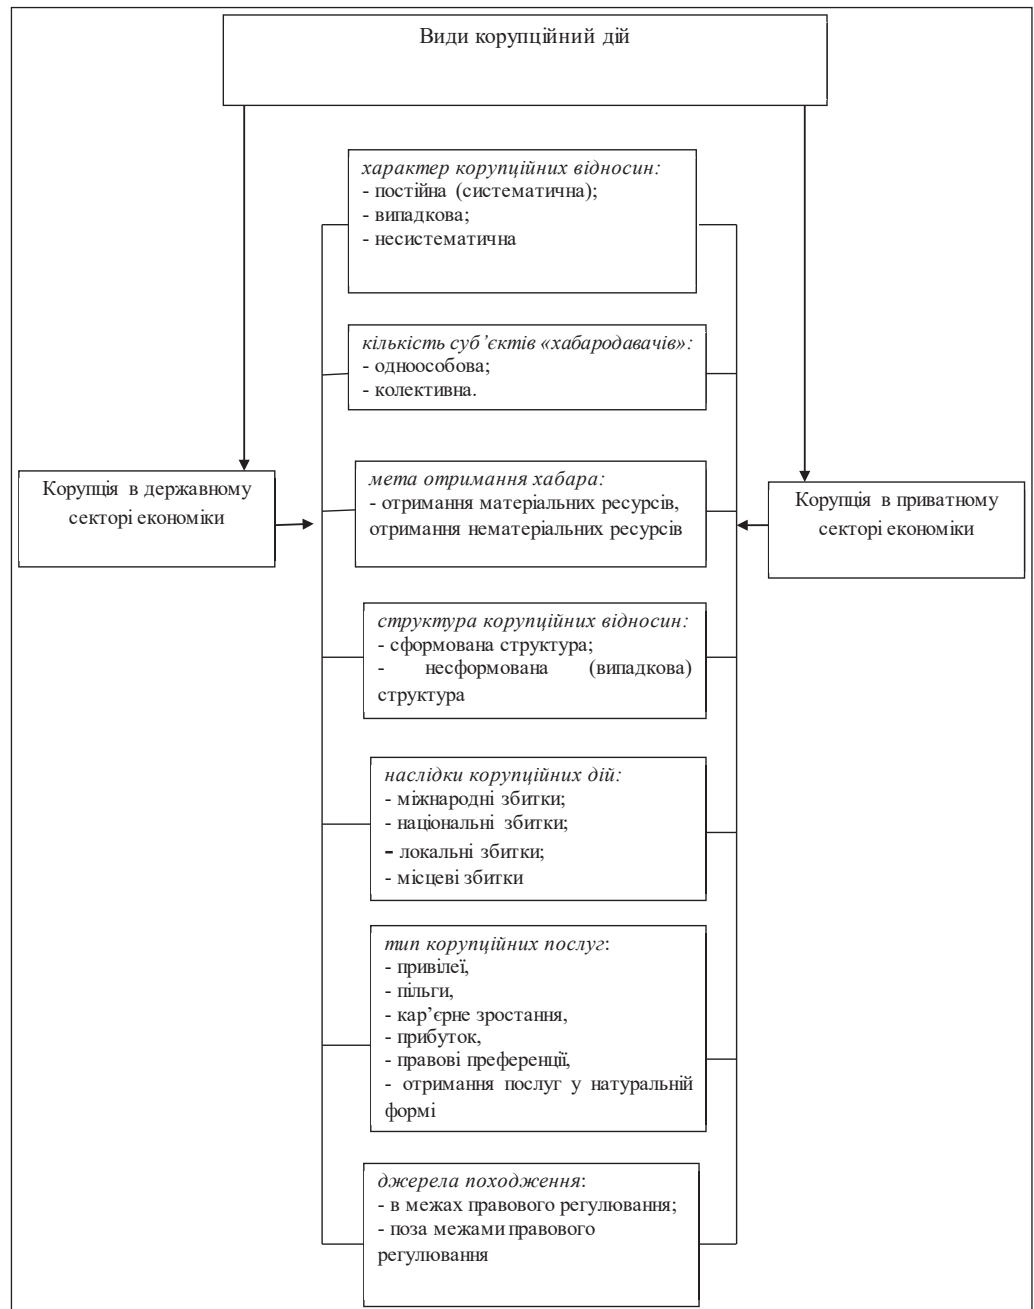 Види корупційний дій
характер корупційних відносин:
- постійна (систематична);
- випадкова;
- несистематична
кількість суб’єктів «хабародавачів»:
- одноособова;
- колективна.
Корупція в державному
секторі економіки
мета отримання хабара:
- отримання матеріальних ресурсів,
отримання нематеріальних ресурсів
Корупція в приватному
секторі економіки
структура корупційних відносин:
- сформована структура;
- несформована (випадкова)
структура
наслідки корупційних дій:
- міжнародні збитки;
- національні збитки;
- локальні збитки;
- місцеві збитки
тип корупційних послуг:
- привілеї,
- пільги,
- кар’єрне зростання,
- прибуток,
- правові преференції,
- отримання послуг у натуральній
формі
джерела походження:
- в межах правового регулювання;
- поза межами правового
регулювання